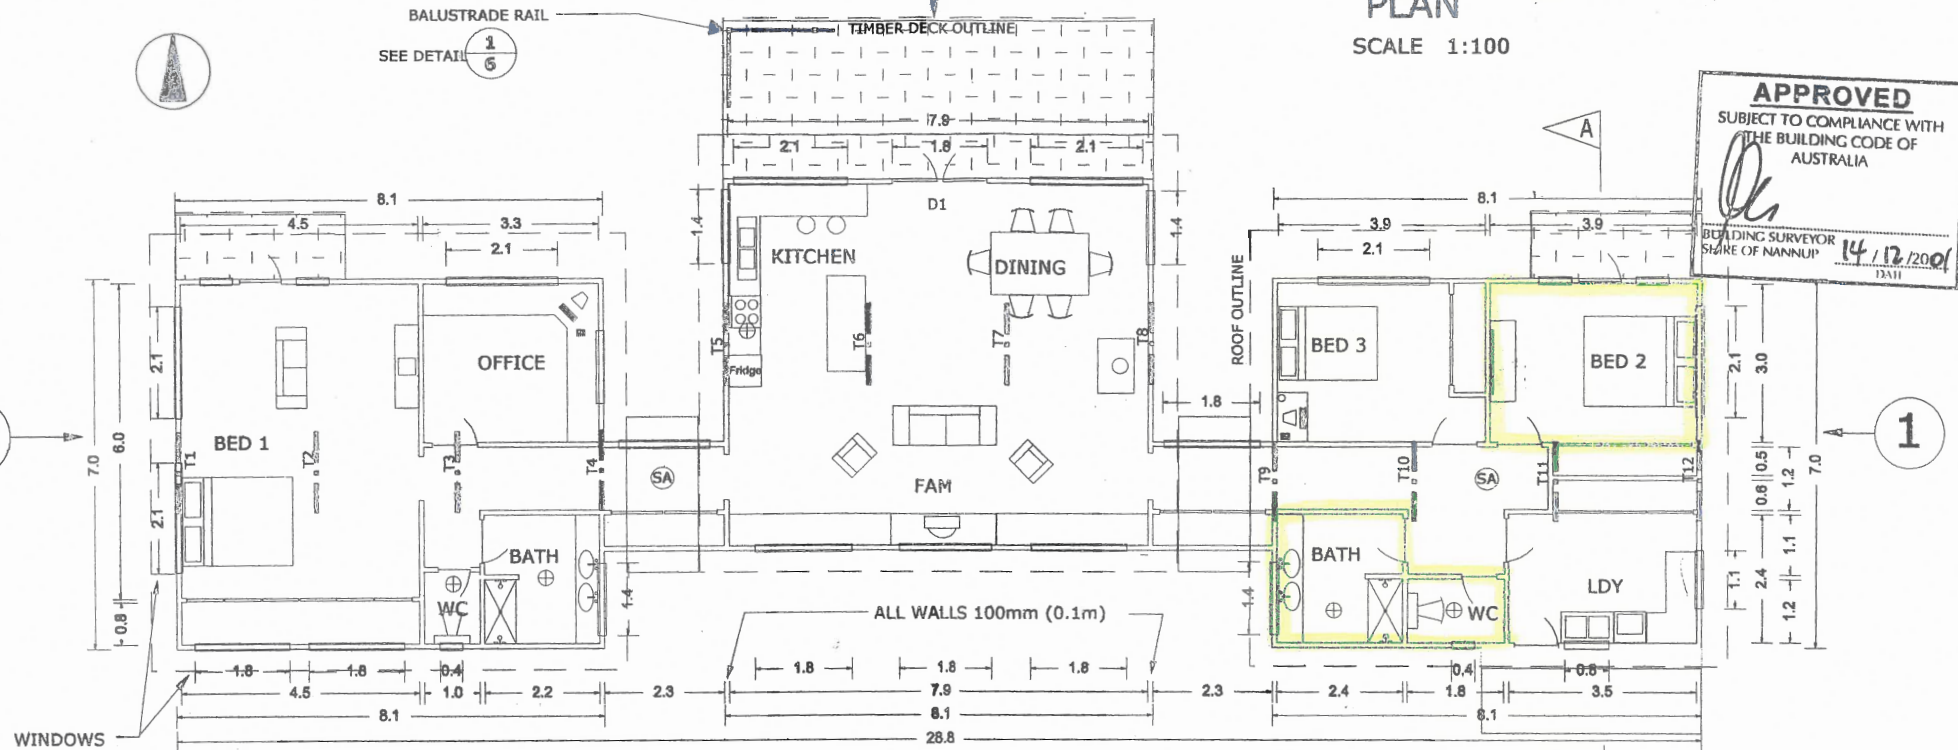 BALUSTRADE RAIL
SEE DETAIL 1
6
TIMBER DECK OUTLINE
PLAN
SCALE 1:100
A
APPROVED
SUBJECT TO COMPLIANCE WITH
THE BUILDING CODE OF
AUSTRALIA
BUILDING SURVEYOR
SHIRE OF NANNUP
14 / 12 /2001
DATE
7.9
2.1 1.8 2.1
8.1
4.5 3.3
2.1
1.4
D1
1.4
8.1
3.9 3.9
2.1
KITCHEN
DINING
ROOF OUTLINE
OFFICE
BED 1
Fridge
BED 3
BED 2
T1
T2
T3
T4
T5
T6
T7
T8
T9
T10
T11
T12
2.1
2.1
6.0
7.0
0.8
SA
FAM
1.8
SA
2.1
3.0
0.5
0.6
1.2
7.0
1
BATH
WC
1.4
BATH
WC
LDY
1.4
1.1
1.1
2.4
1.2
ALL WALLS 100mm (0.1m)
1.8 1.8 0.4
1.8 1.8 1.8
0.4 0.8
4.5 1.0 2.2 2.3 7.9 2.3 2.4 1.8 3.5
8.1 8.1 8.1
28.8
WINDOWS